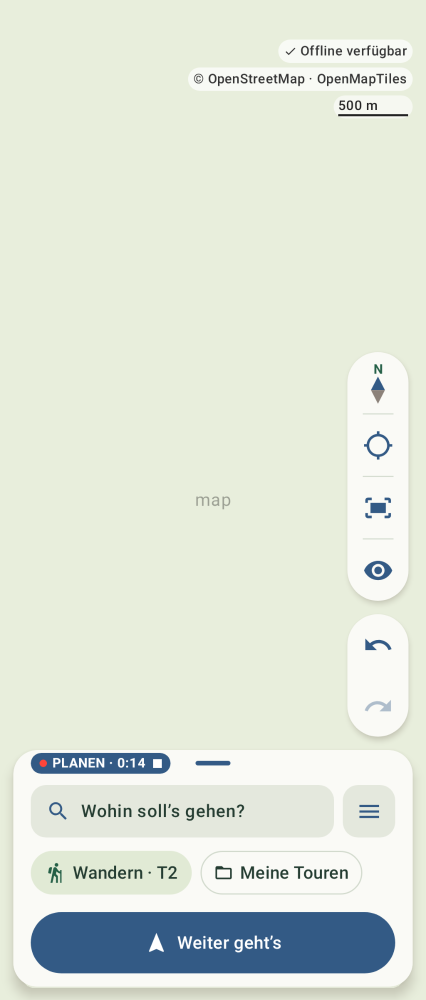 Offline verfügbar
© OpenStreetMap · OpenMapTiles
500 m
N
map
PLANEN · 0:14
Wohin soll’s gehen?
Wandern · T2
Meine Touren
Weiter geht’s